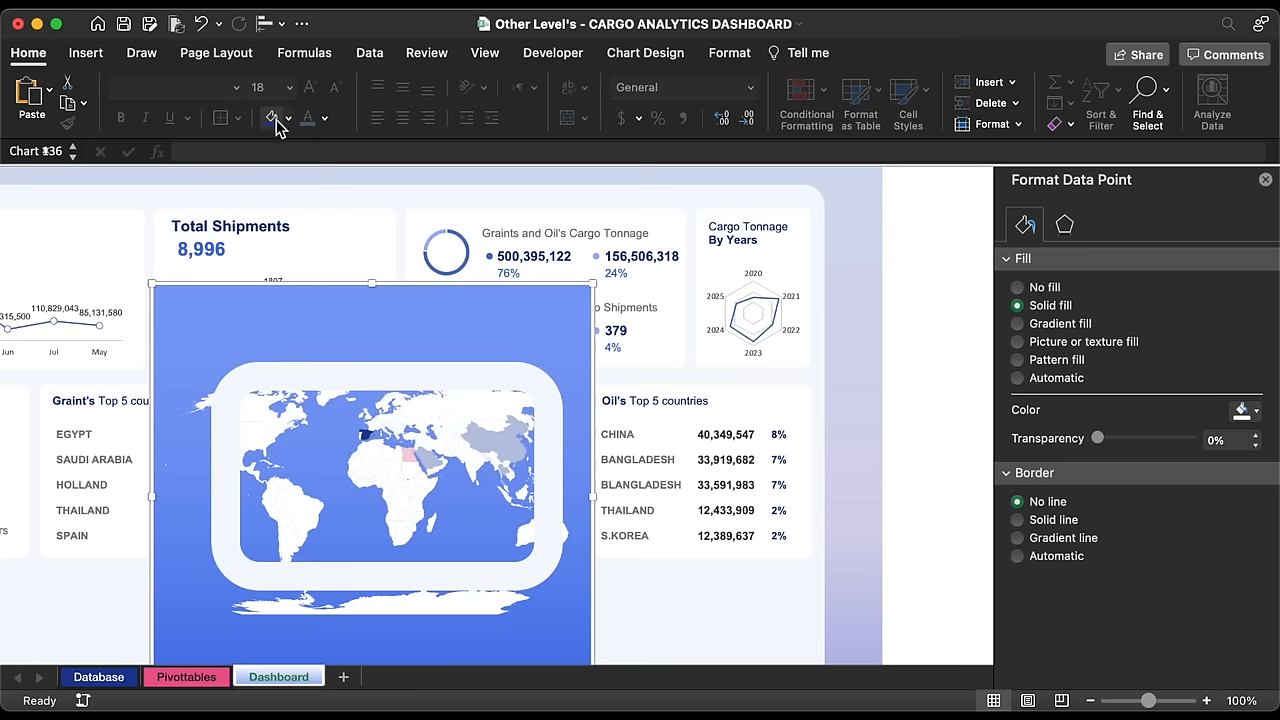 Other Level's - CARGO ANALYTICS DASHBOARD
Home Insert Draw Page Layout Formulas Data Review View Developer Chart Design Format Tell me Share Comments
Paste
18
General
Conditional Formatting
Format as Table
Cell Styles
Insert
Delete
Format
Sort & Filter
Find & Select
Analyze Data
Chart 136
fx
Format Data Point
Fill
No fill
Solid fill
Gradient fill
Picture or texture fill
Pattern fill
Automatic
Color
Transparency 0%
Border
No line
Solid line
Gradient line
Automatic
Total Shipments
8,996
Graints and Oil's Cargo Tonnage
500,395,122 156,506,318
76% 24%
Shipments
379
4%
Cargo Tonnage
By Years
2020
2025 2021
2024 2022
2023
315,500 110,829,043 85,131,580
Jun Jul May
Graint's Top 5 cou
EGYPT
SAUDI ARABIA
HOLLAND
THAILAND
SPAIN
Oil's Top 5 countries
CHINA 40,349,547 8%
BANGLADESH 33,919,682 7%
BLANGLADESH 33,591,983 7%
THAILAND 12,433,909 2%
S.KOREA 12,389,637 2%
Database Pivottables Dashboard
Ready
100%